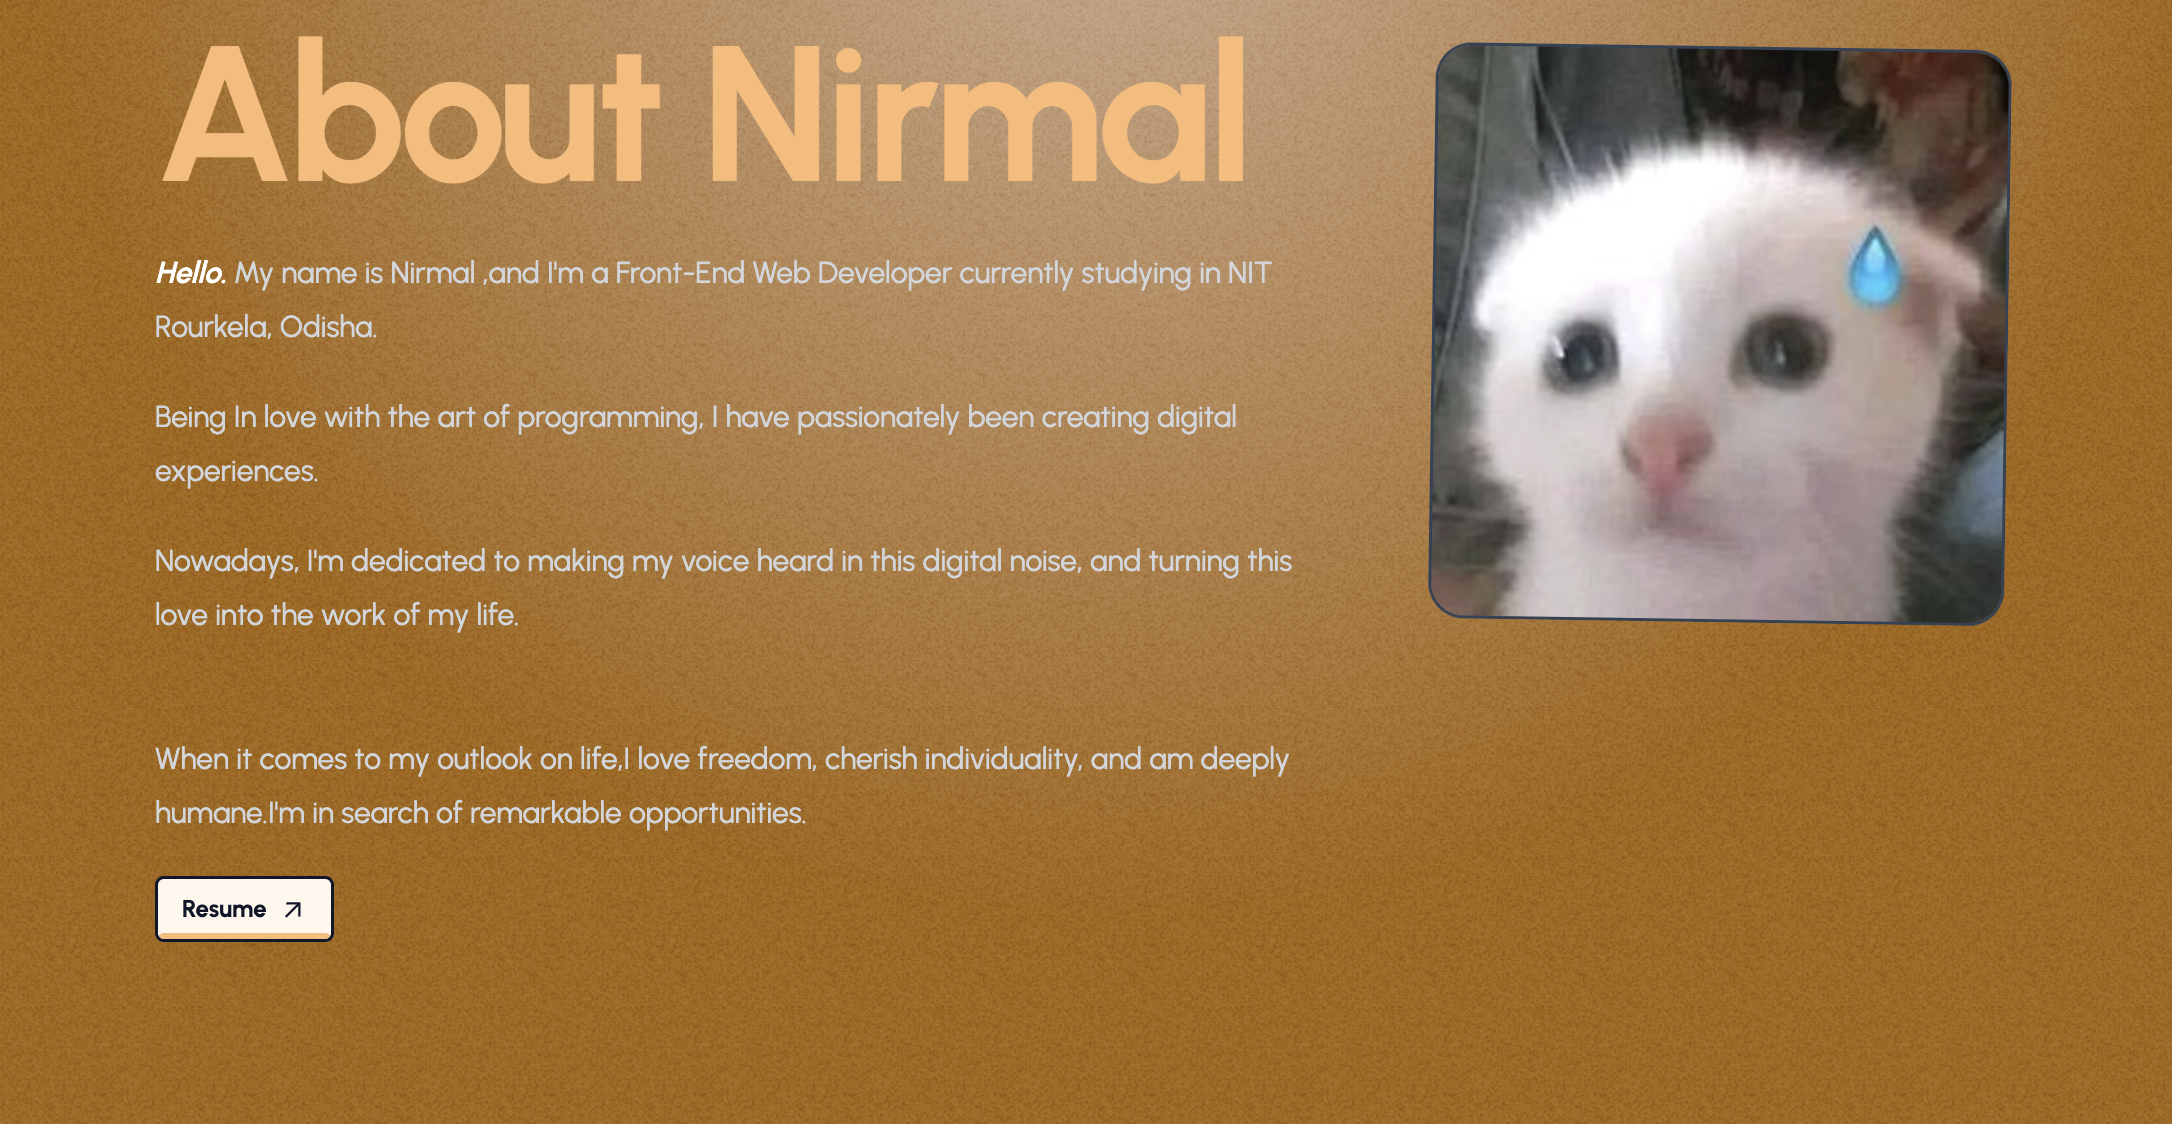 About Nirmal
Hello. My name is Nirmal ,and I'm a Front-End Web Developer currently studying in NIT
Rourkela, Odisha.
Being In love with the art of programming, I have passionately been creating digital
experiences.
Nowadays, I'm dedicated to making my voice heard in this digital noise, and turning this
love into the work of my life.
When it comes to my outlook on life,I love freedom, cherish individuality, and am deeply
humane.I'm in search of remarkable opportunities.
Resume